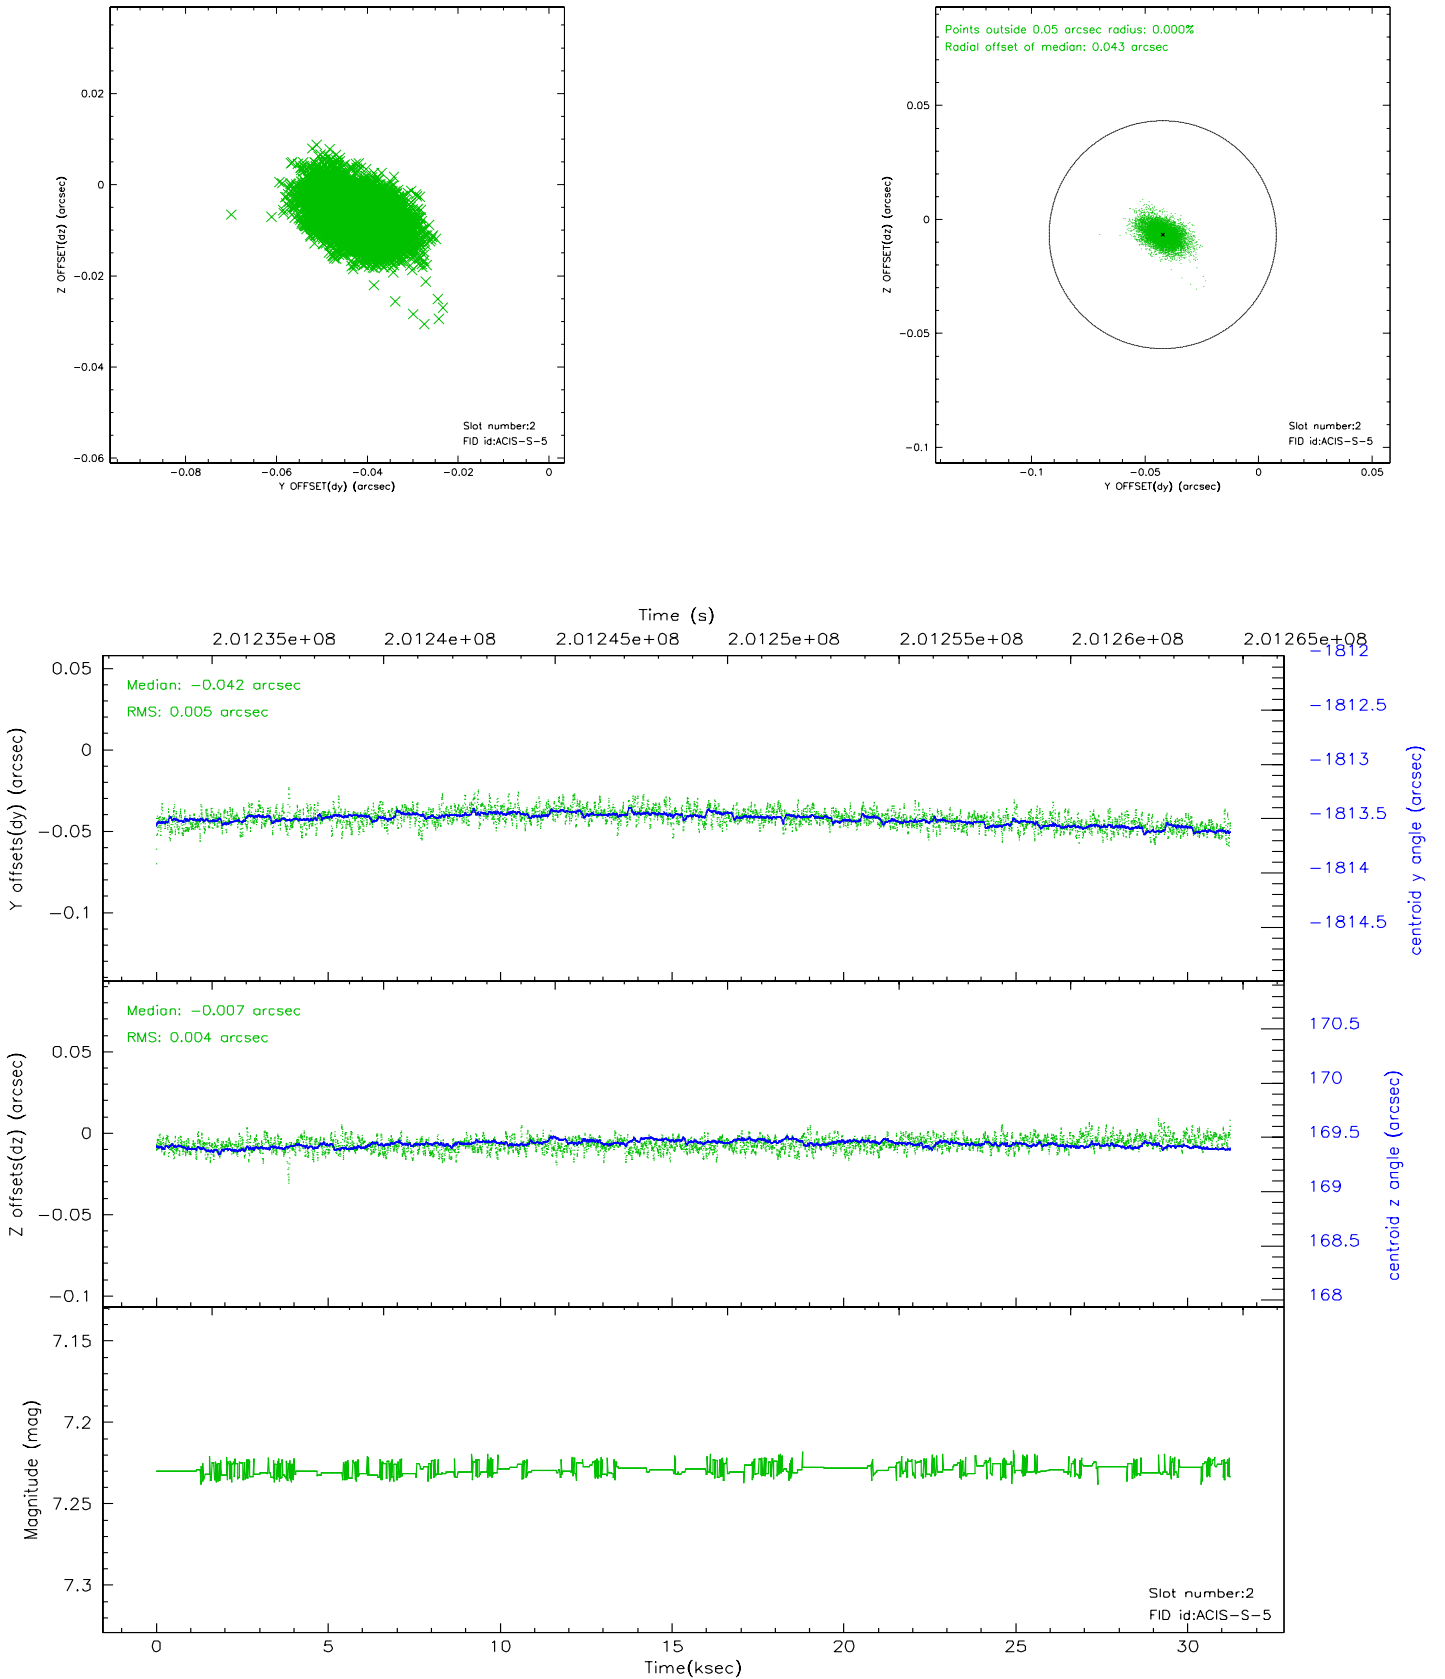 0.02
0
−0.02
−0.04
−0.06
Z OFFSET(dz) (arcsec)
−0.08 −0.06 −0.04 −0.02 0
Y OFFSET(dy) (arcsec)
Slot number:2
FID id:ACIS−S−5
Points outside 0.05 arcsec radius: 0.000%
Radial offset of median: 0.043 arcsec
0.05
0
−0.05
−0.1
Z OFFSET(dz) (arcsec)
−0.1 −0.05 0 0.05
Y OFFSET(dy) (arcsec)
Slot number:2
FID id:ACIS−S−5
Time (s)
2.01235e+08 2.0124e+08 2.01245e+08 2.0125e+08 2.01255e+08 2.0126e+08 2.01265e+08
Median: −0.042 arcsec
RMS: 0.005 arcsec
0.05
0
−0.05
−0.1
Y offsets(dy) (arcsec)
−1812
−1812.5
−1813
−1813.5
−1814
−1814.5
centroid y angle (arcsec)
Median: −0.007 arcsec
RMS: 0.004 arcsec
0.05
0
−0.05
−0.1
Z offsets(dz) (arcsec)
170.5
170
169.5
169
168.5
168
centroid z angle (arcsec)
7.15
7.2
7.25
7.3
Magnitude (mag)
Slot number:2
FID id:ACIS−S−5
0 5 10 15 20 25 30
Time(ksec)